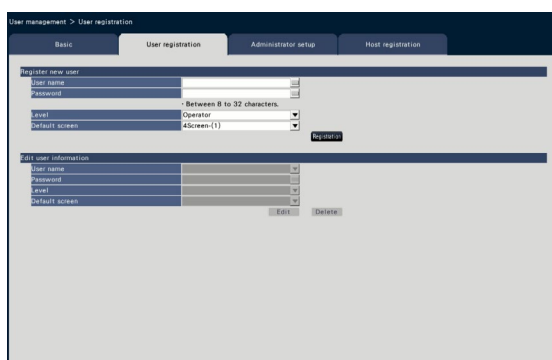 User management > User registration
Basic
User registration
Administrator setup
Host registration
Register new user
User name
Password
・Between 8 to 32 characters.
Level
Operator
Default screen
4Screen-(1)
Registration
Edit user information
User name
Password
Level
Default screen
Edit
Delete